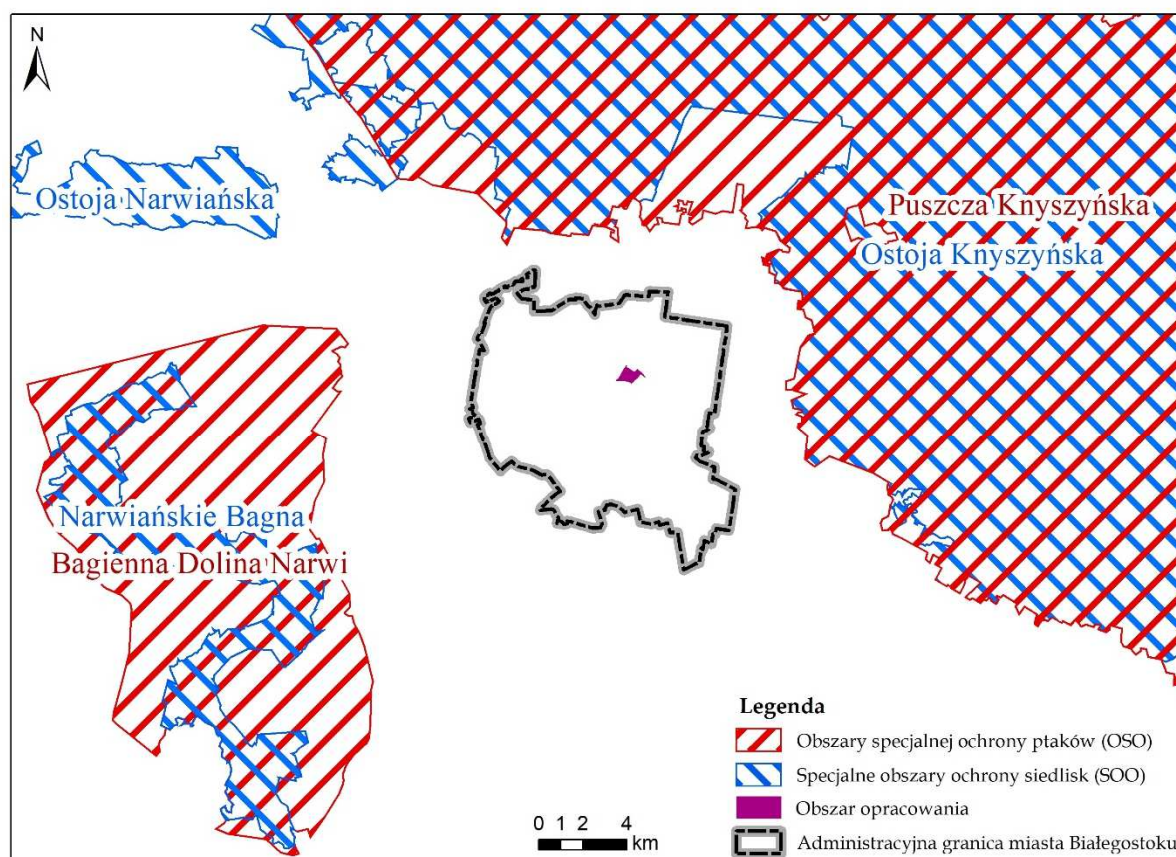 N
Ostoja Narwiańska
Puszcza Knyszyńska
Ostoja Knyszyńska
Narwiańskie Bagna
Bagienna Dolina Narwi
Legenda
Obszary specjalnej ochrony ptaków (OSO)
Specjalne obszary ochrony siedlisk (SOO)
Obszar opracowania
Administracyjna granica miasta Białegostoku
0 1 2 4
km